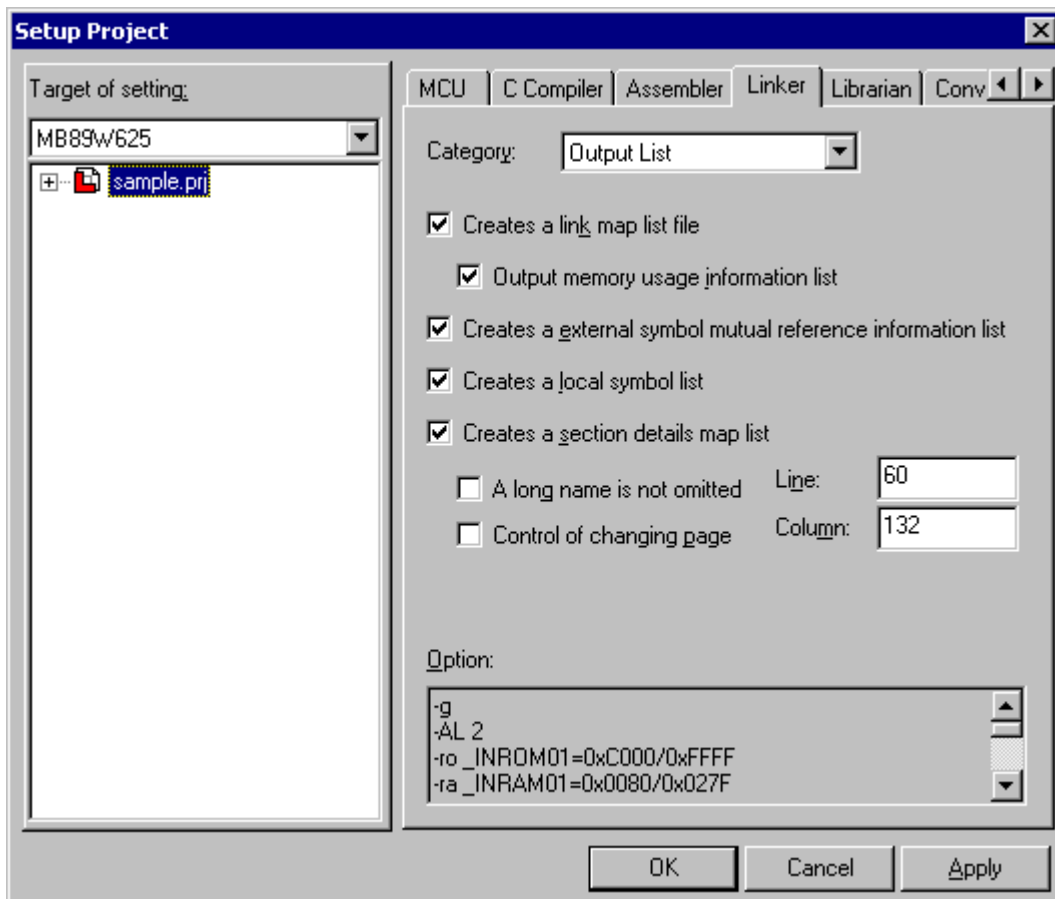 Setup Project
Target of setting:
MB89W625
sample.prj
MCU
C Compiler
Assembler
Linker
Librarian
Conv
Category:
Output List
Creates a link map list file
Output memory usage information list
Creates a external symbol mutual reference information list
Creates a local symbol list
Creates a section details map list
A long name is not omitted
Line:
60
Control of changing page
Column:
132
Option:
-g
-AL 2
-ro _INROM01=0xC000/0xFFFF
-ra _INRAM01=0x0080/0x027F
OK
Cancel
Apply